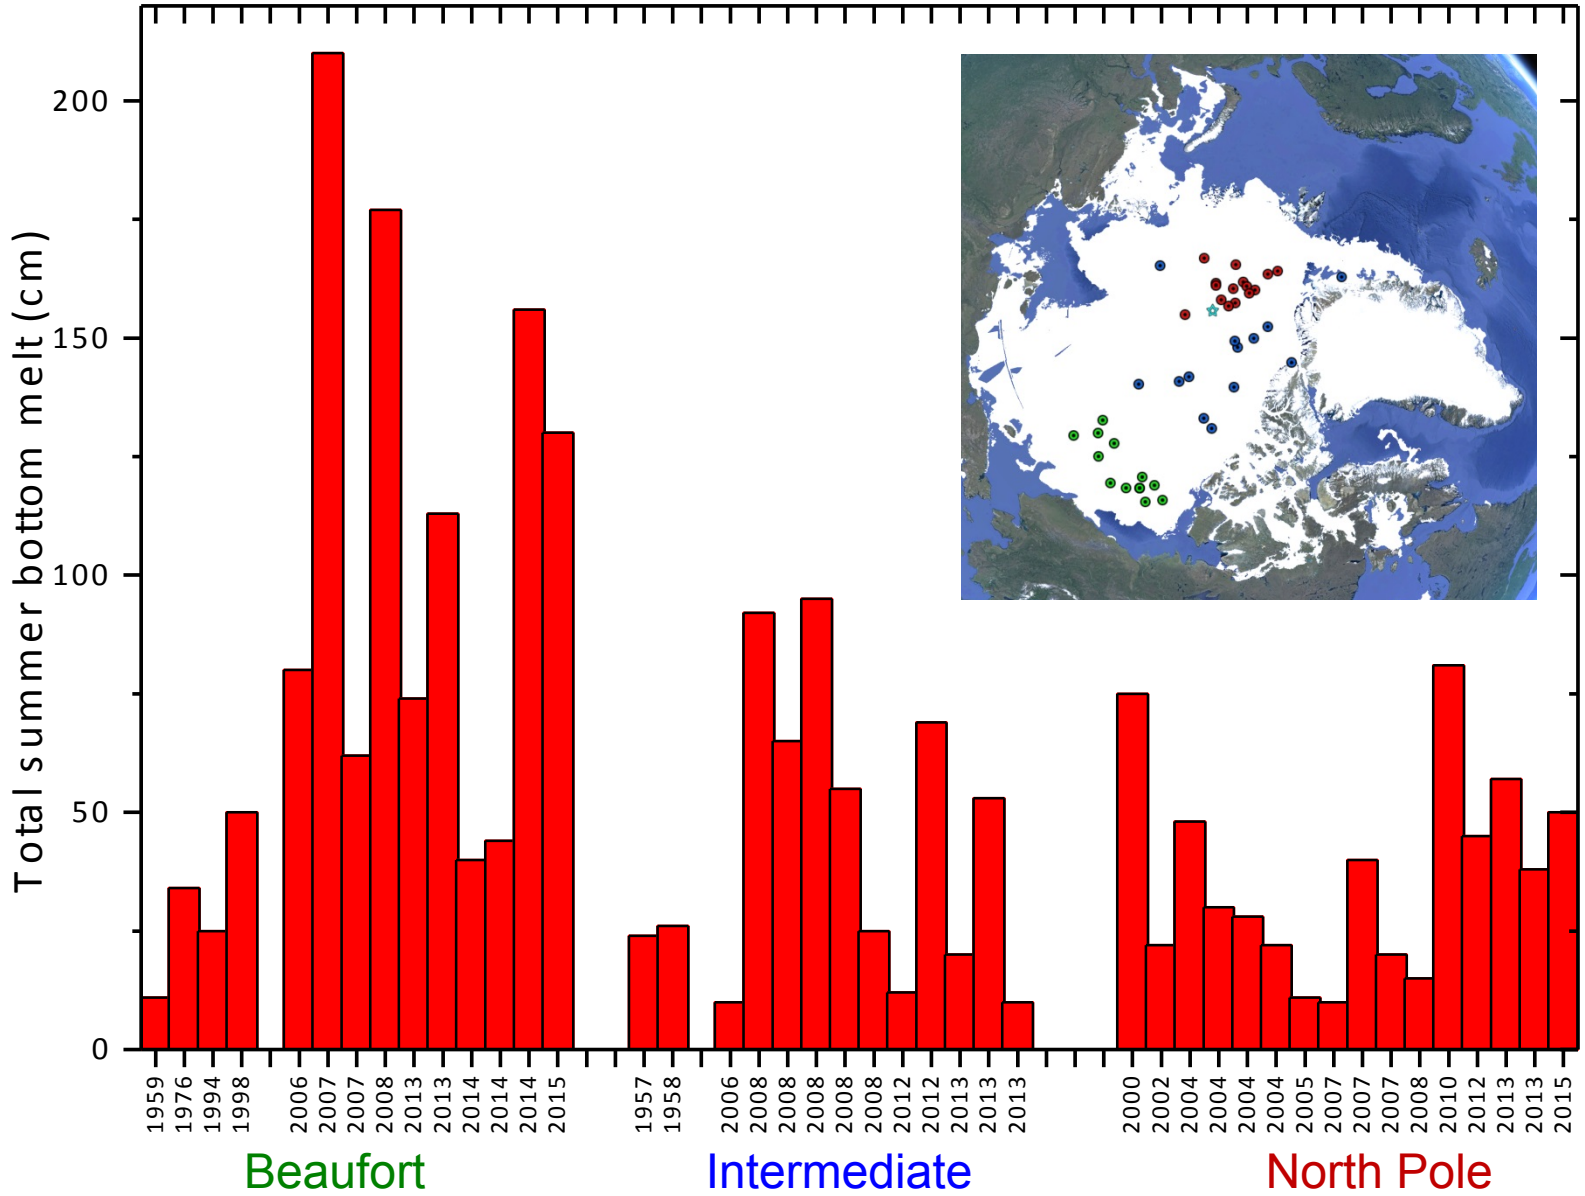 Total summer bottom melt (cm)
200
150
100
50
0
1959 1976 1994 1998 2006 2007 2007 2008 2013 2013 2014 2014 2014 2015 1957 1958 2006 2008 2008 2008 2008 2008 2012 2012 2013 2013 2013 2000 2002 2004 2004 2004 2004 2005 2007 2007 2007 2008 2010 2012 2013 2013 2015
Beaufort Intermediate North Pole